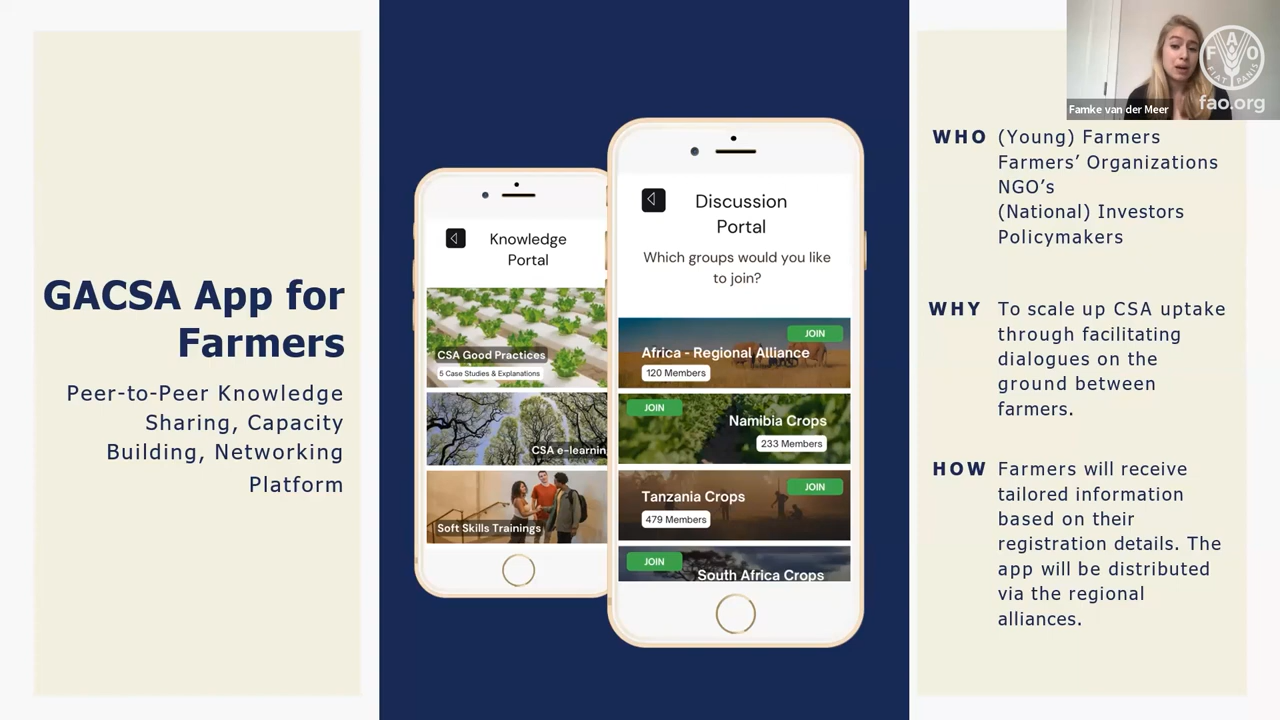 GACSA App for
Farmers
Peer-to-Peer Knowledge
Sharing, Capacity
Building, Networking
Platform
Knowledge
Portal
CSA Good Practices
5 Case Studies & Explanations
CSA e-learnin
Soft Skills Trainings
Discussion
Portal
Which groups would you like
to join?
JOIN
Africa - Regional Alliance
120 Members
JOIN
Namibia Crops
233 Members
JOIN
Tanzania Crops
479 Members
JOIN
South Africa Crops
Famke van der Meer
F A O
FIAT PANIS
fao.org
WHO (Young) Farmers
Farmers' Organizations
NGO's
(National) Investors
Policymakers
WHY To scale up CSA uptake
through facilitating
dialogues on the
ground between
farmers.
HOW Farmers will receive
tailored information
based on their
registration details. The
app will be distributed
via the regional
alliances.